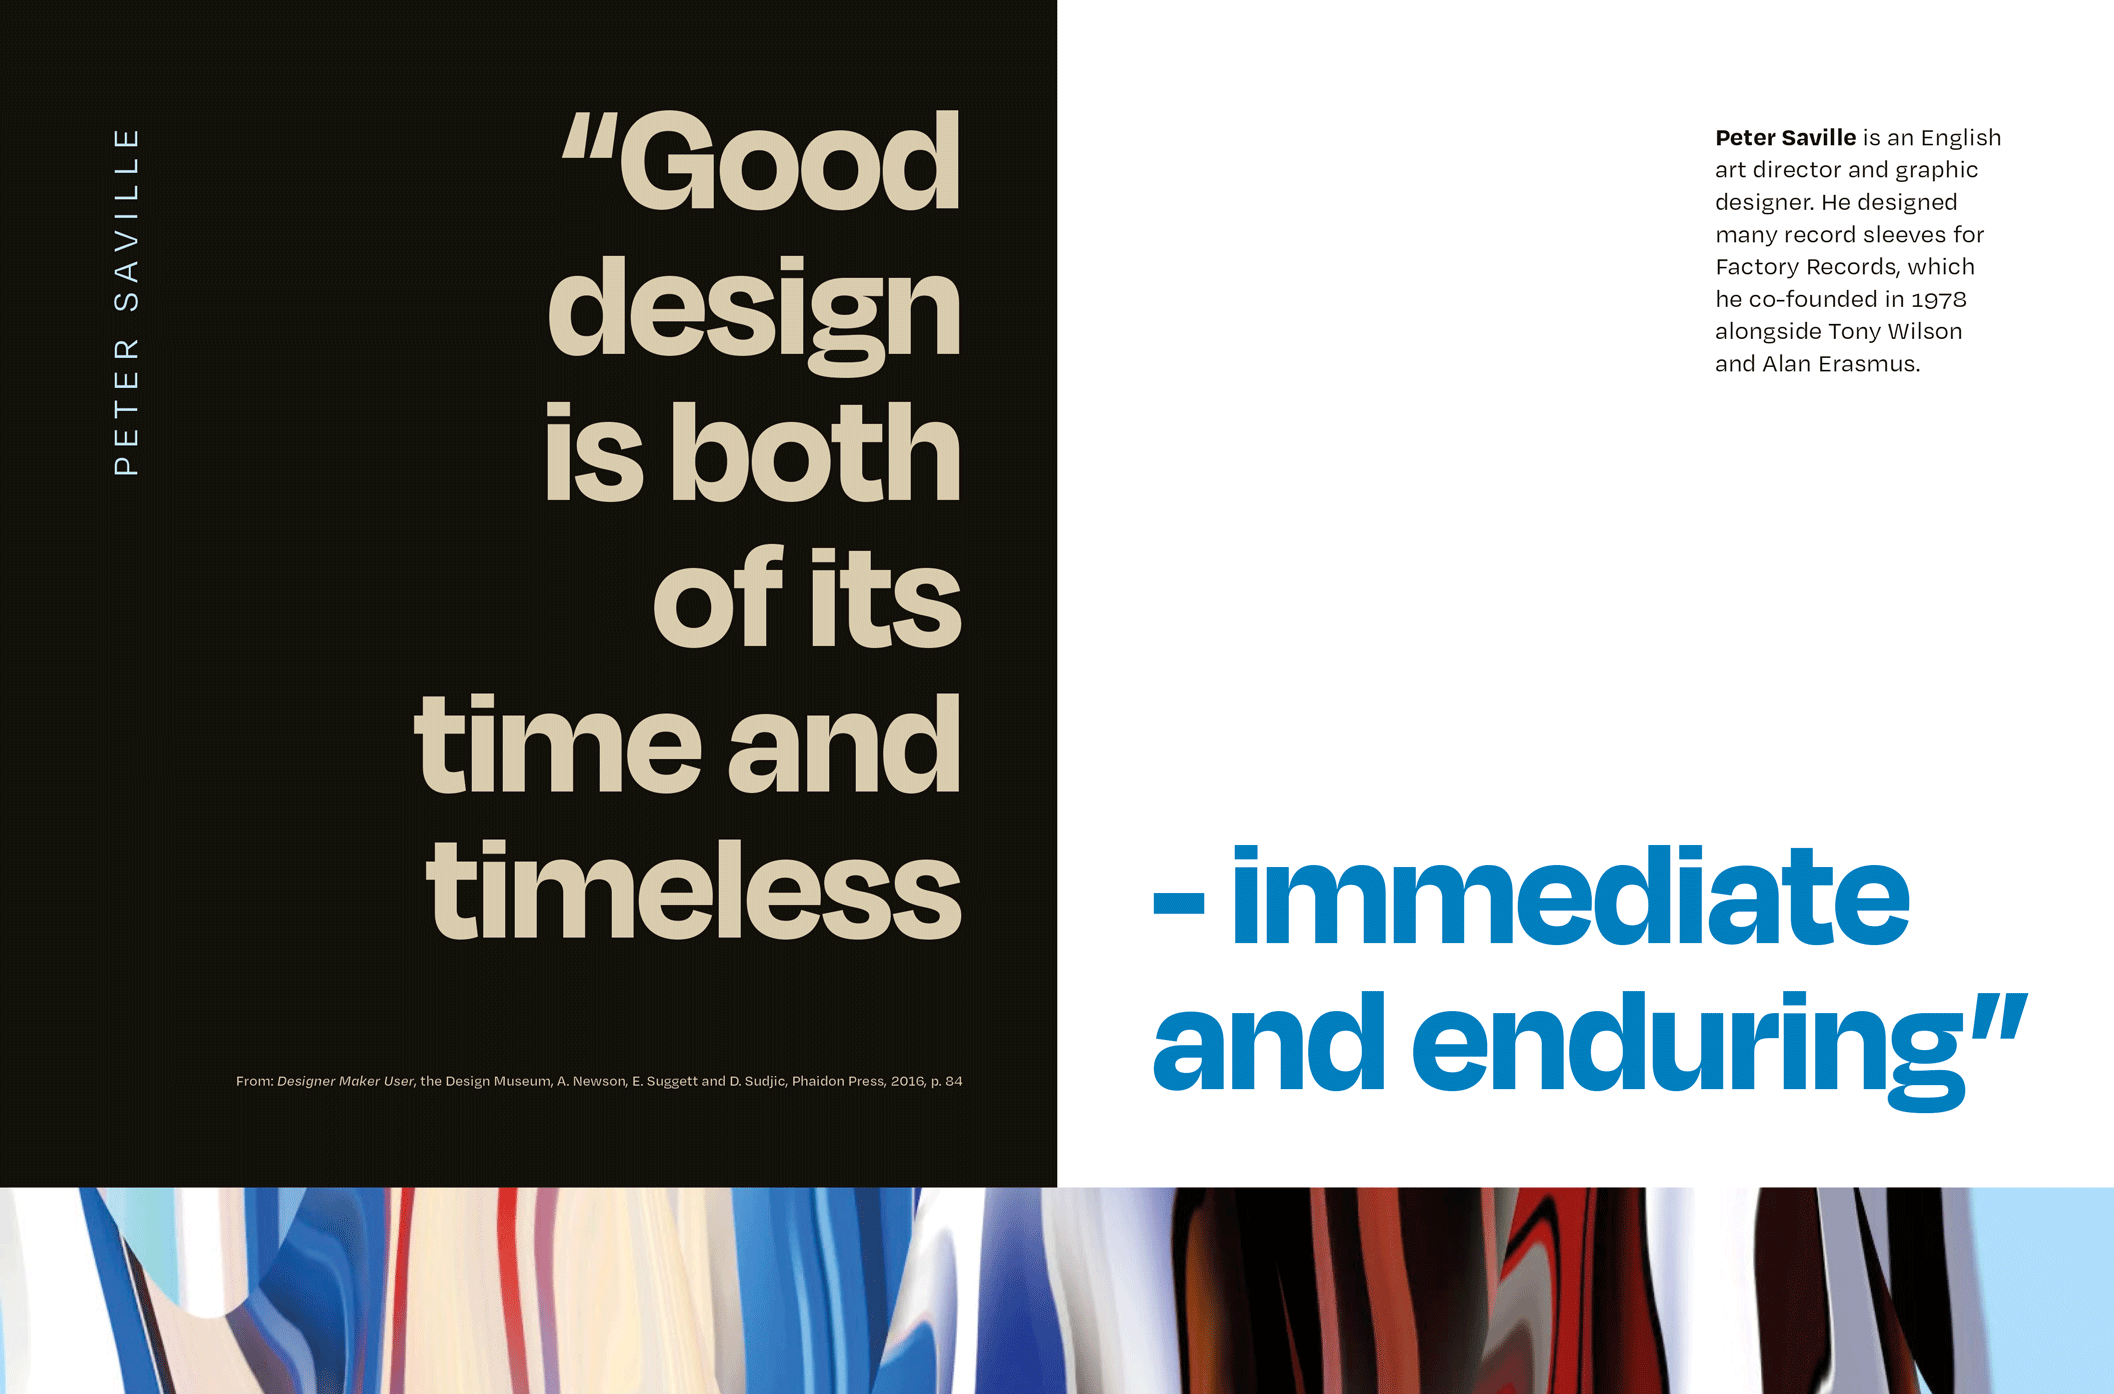 PETER SAVILLE
“Good
design
is both
of its
time and
timeless
From: Designer Maker User, the Design Museum, A. Newson, E. Suggett and D. Sudjic, Phaidon Press, 2016, p. 84
Peter Saville is an English
art director and graphic
designer. He designed
many record sleeves for
Factory Records, which
he co-founded in 1978
alongside Tony Wilson
and Alan Erasmus.
- immediate
and enduring”